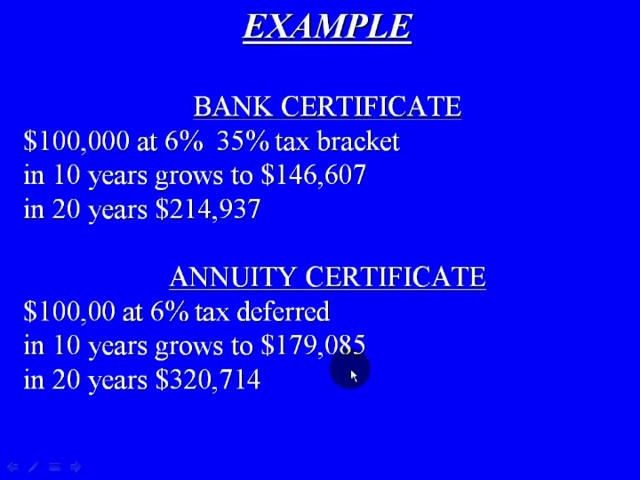 EXAMPLE
BANK CERTIFICATE
$100,000 at 6% 35% tax bracket
in 10 years grows to $146,607
in 20 years $214,937
ANNUITY CERTIFICATE
$100,00 at 6% tax deferred
in 10 years grows to $179,085
in 20 years $320,714